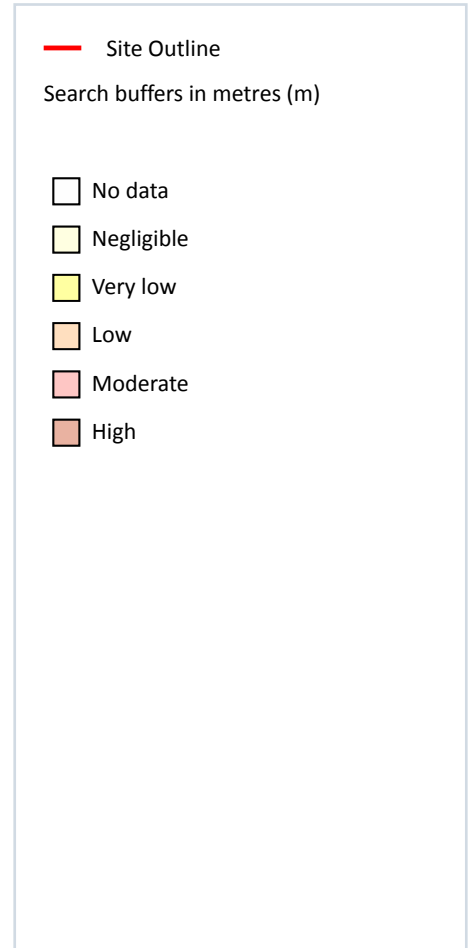 Site Outline
Search buffers in metres (m)
No data
Negligible
Very low
Low
Moderate
High